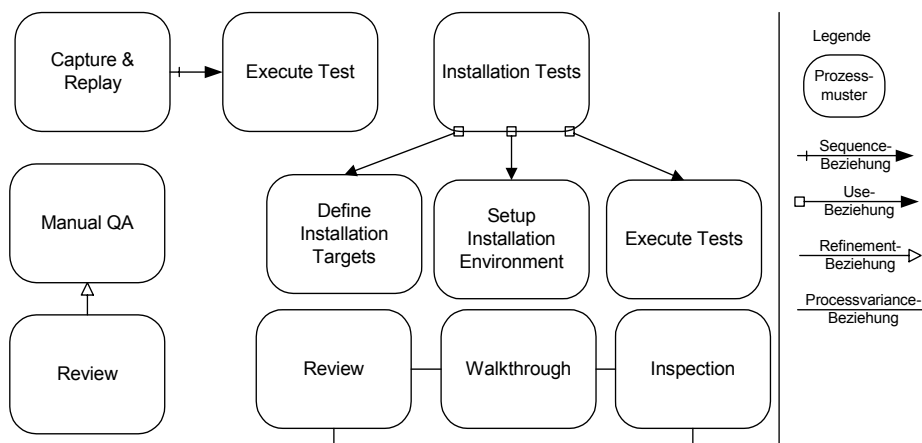 Capture &
Replay
Execute Test
Installation Tests
Legende
Prozess-
muster
Sequence-
Beziehung
Manual QA
Define
Installation
Targets
Setup
Installation
Environment
Execute Tests
Use-
Beziehung
Refinement-
Beziehung
Processvariance-
Beziehung
Review
Review
Walkthrough
Inspection